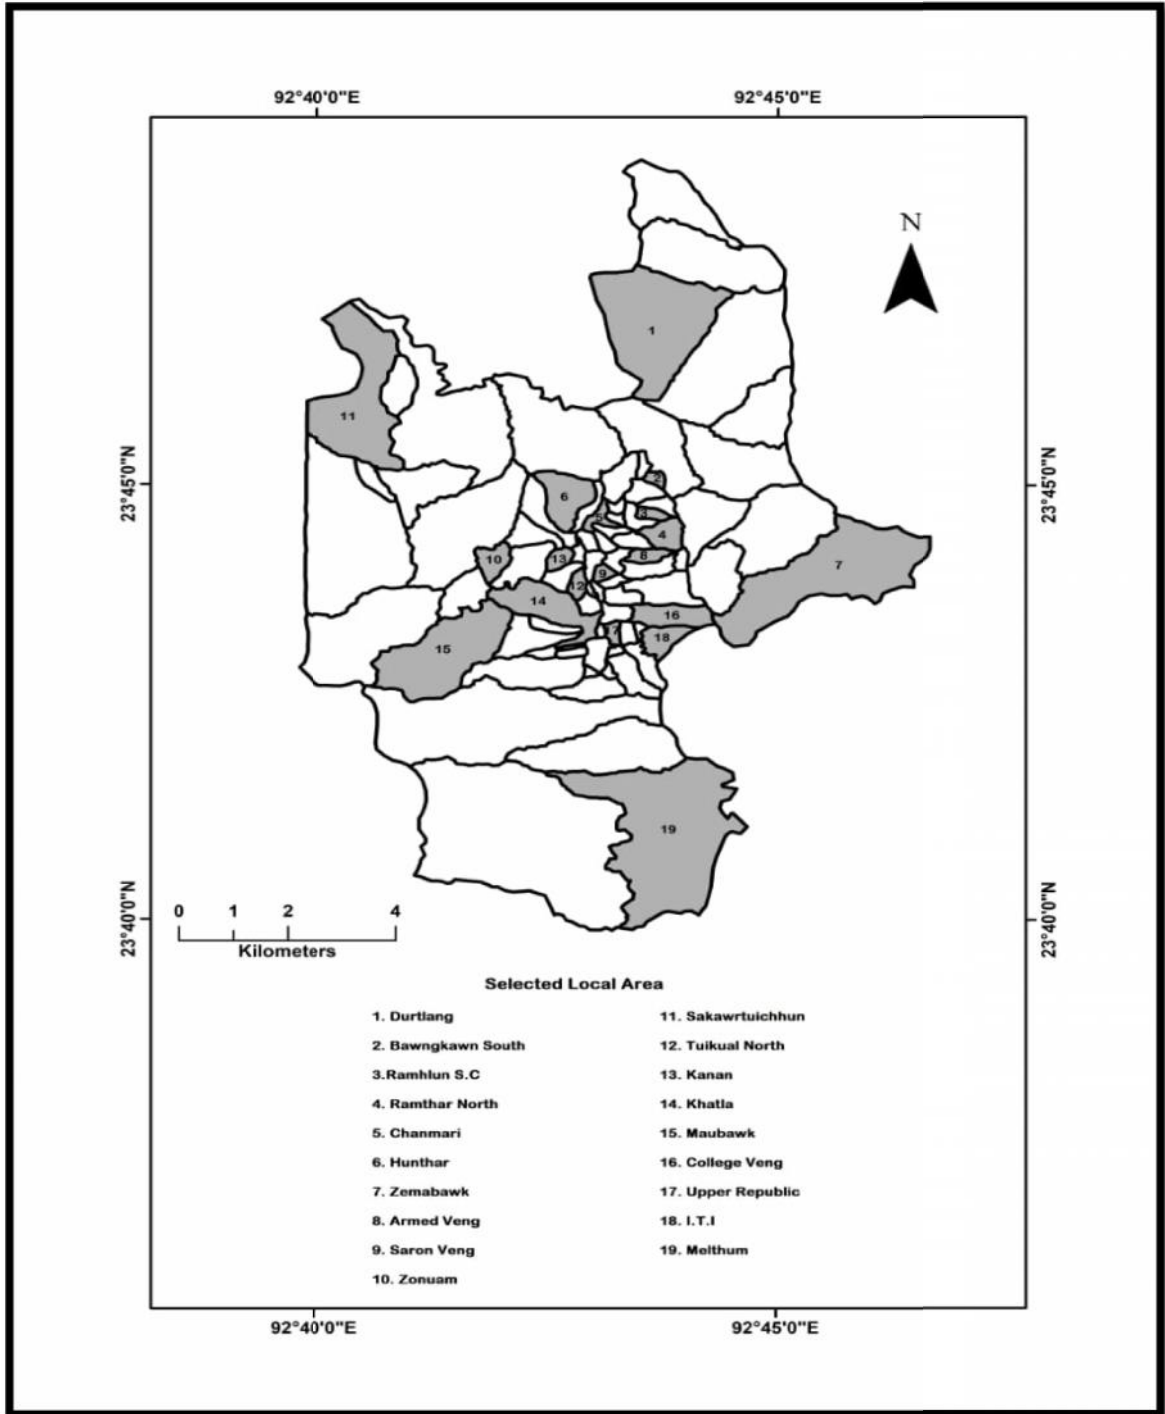 92°40'0"E 92°45'0"E
N
1
11
23°45'0"N 23°45'0"N
2
6
3
5
4
8
13
10
7
9
12
14
16
17
18
15
19
0 1 2 4
Kilometers
23°40'0"N 23°40'0"N
Selected Local Area
1. Durtlang
2. Bawngkawn South
3.Ramhlun S.C
4. Ramthar North
5. Chanmari
6. Hunthar
7. Zemabawk
8. Armed Veng
9. Saron Veng
10. Zonuam
11. Sakawrtuichhun
12. Tuikual North
13. Kanan
14. Khatla
15. Maubawk
16. College Veng
17. Upper Republic
18. I.T.I
19. Melthum
92°40'0"E 92°45'0"E